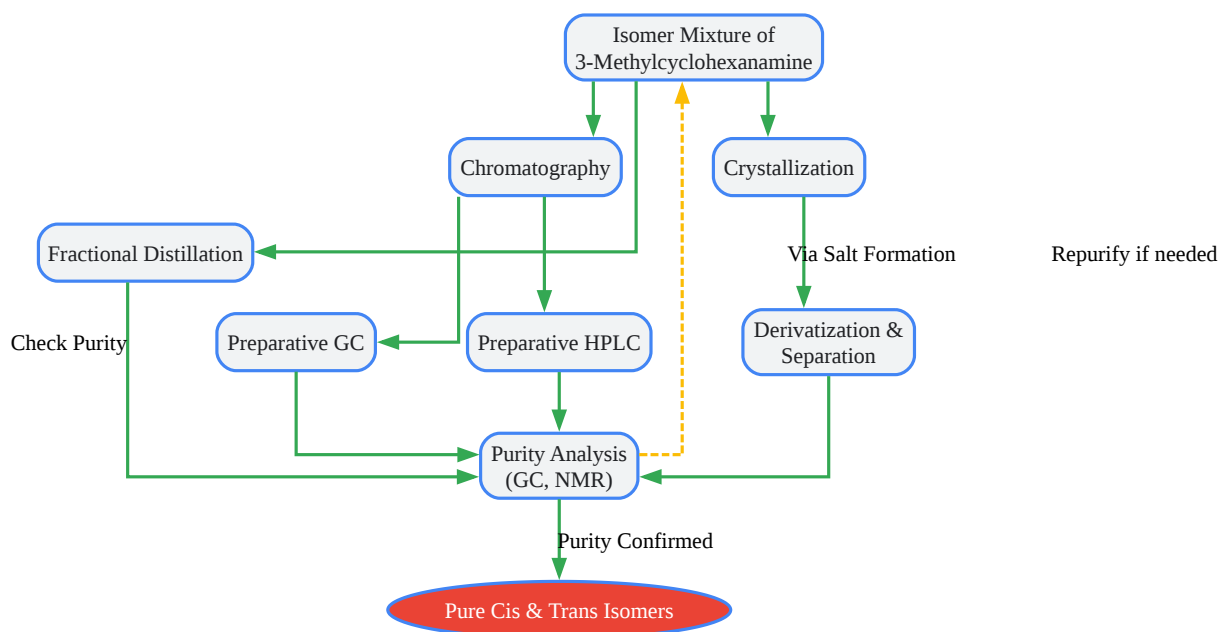 Isomer Mixture of
3-Methylcyclohexanamine
Chromatography
Crystallization
Fractional Distillation
Via Salt Formation
Repurify if needed
Check Purity
Preparative GC
Preparative HPLC
Derivatization &
Separation
Purity Analysis
(GC, NMR)
Purity Confirmed
Pure Cis & Trans Isomers